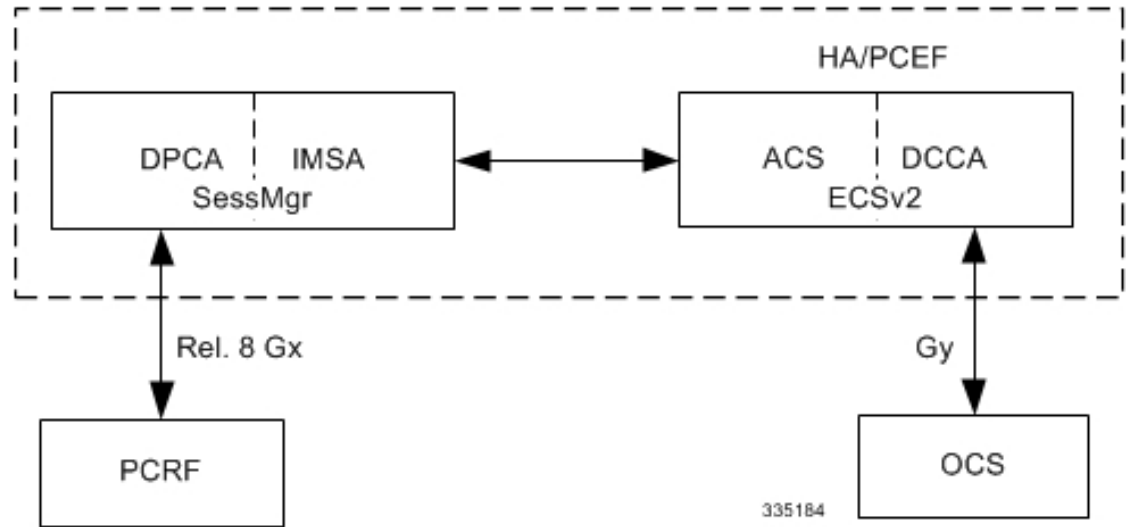 HA/PCEF
DPCA IMSA
SessMgr
ACS DCCA
ECSv2
Rel. 8 Gx
Gy
PCRF
OCS
335184